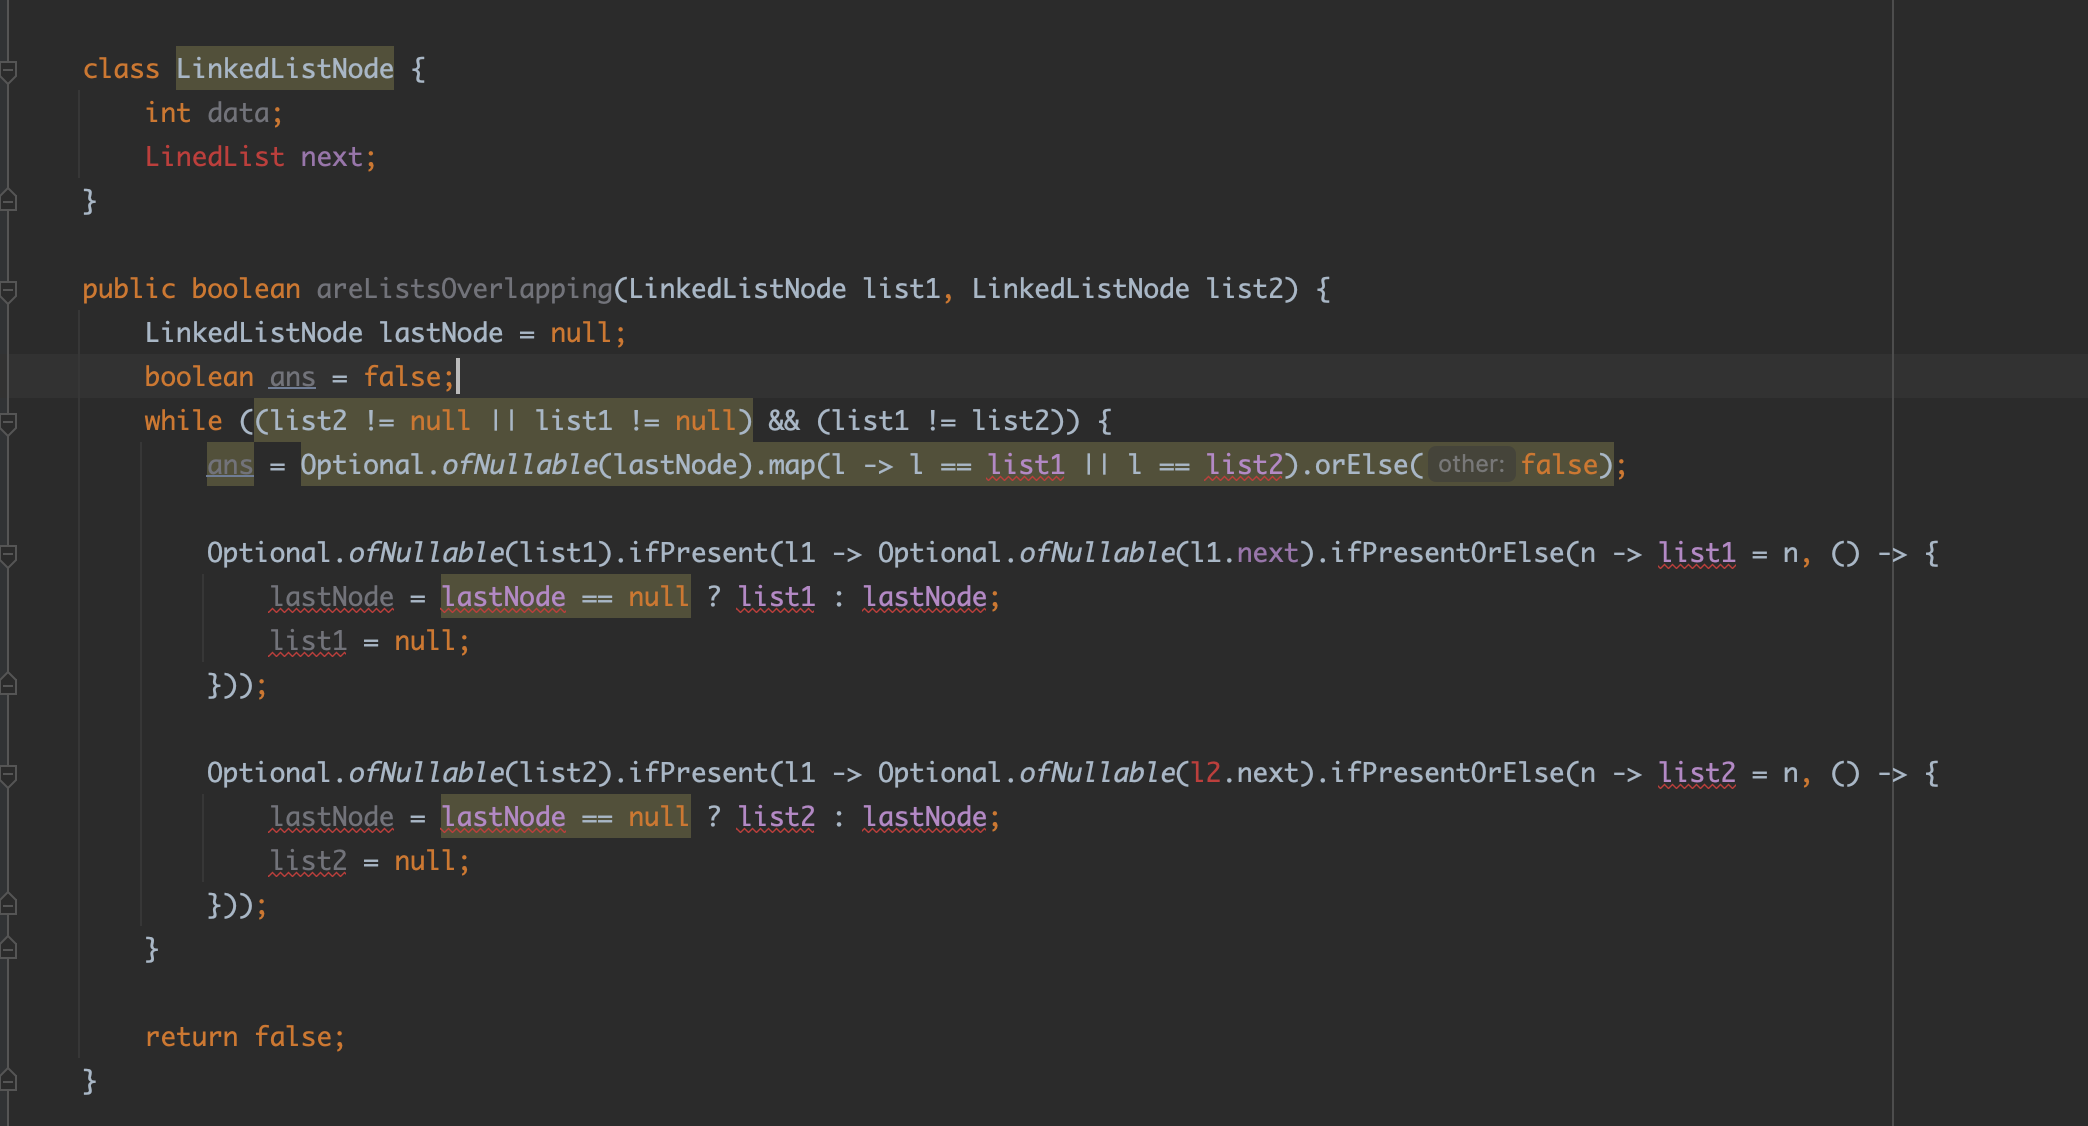 class LinkedListNode {
    int data;
    LinedList next;
}
public boolean areListsOverlapping(LinkedListNode list1, LinkedListNode list2) {
    LinkedListNode lastNode = null;
    boolean ans = false;
    while ((list2 != null || list1 != null) && (list1 != list2)) {
        ans = Optional.ofNullable(lastNode).map(l -> l == list1 || l == list2).orElse( other: false);
        Optional.ofNullable(list1).ifPresent(l1 -> Optional.ofNullable(l1.next).ifPresentOrElse(n -> list1 = n, () -> {
            lastNode = lastNode == null ? list1 : lastNode;
            list1 = null;
        }));
        Optional.ofNullable(list2).ifPresent(l1 -> Optional.ofNullable(l2.next).ifPresentOrElse(n -> list2 = n, () -> {
            lastNode = lastNode == null ? list2 : lastNode;
            list2 = null;
        }));
    }
    return false;
}